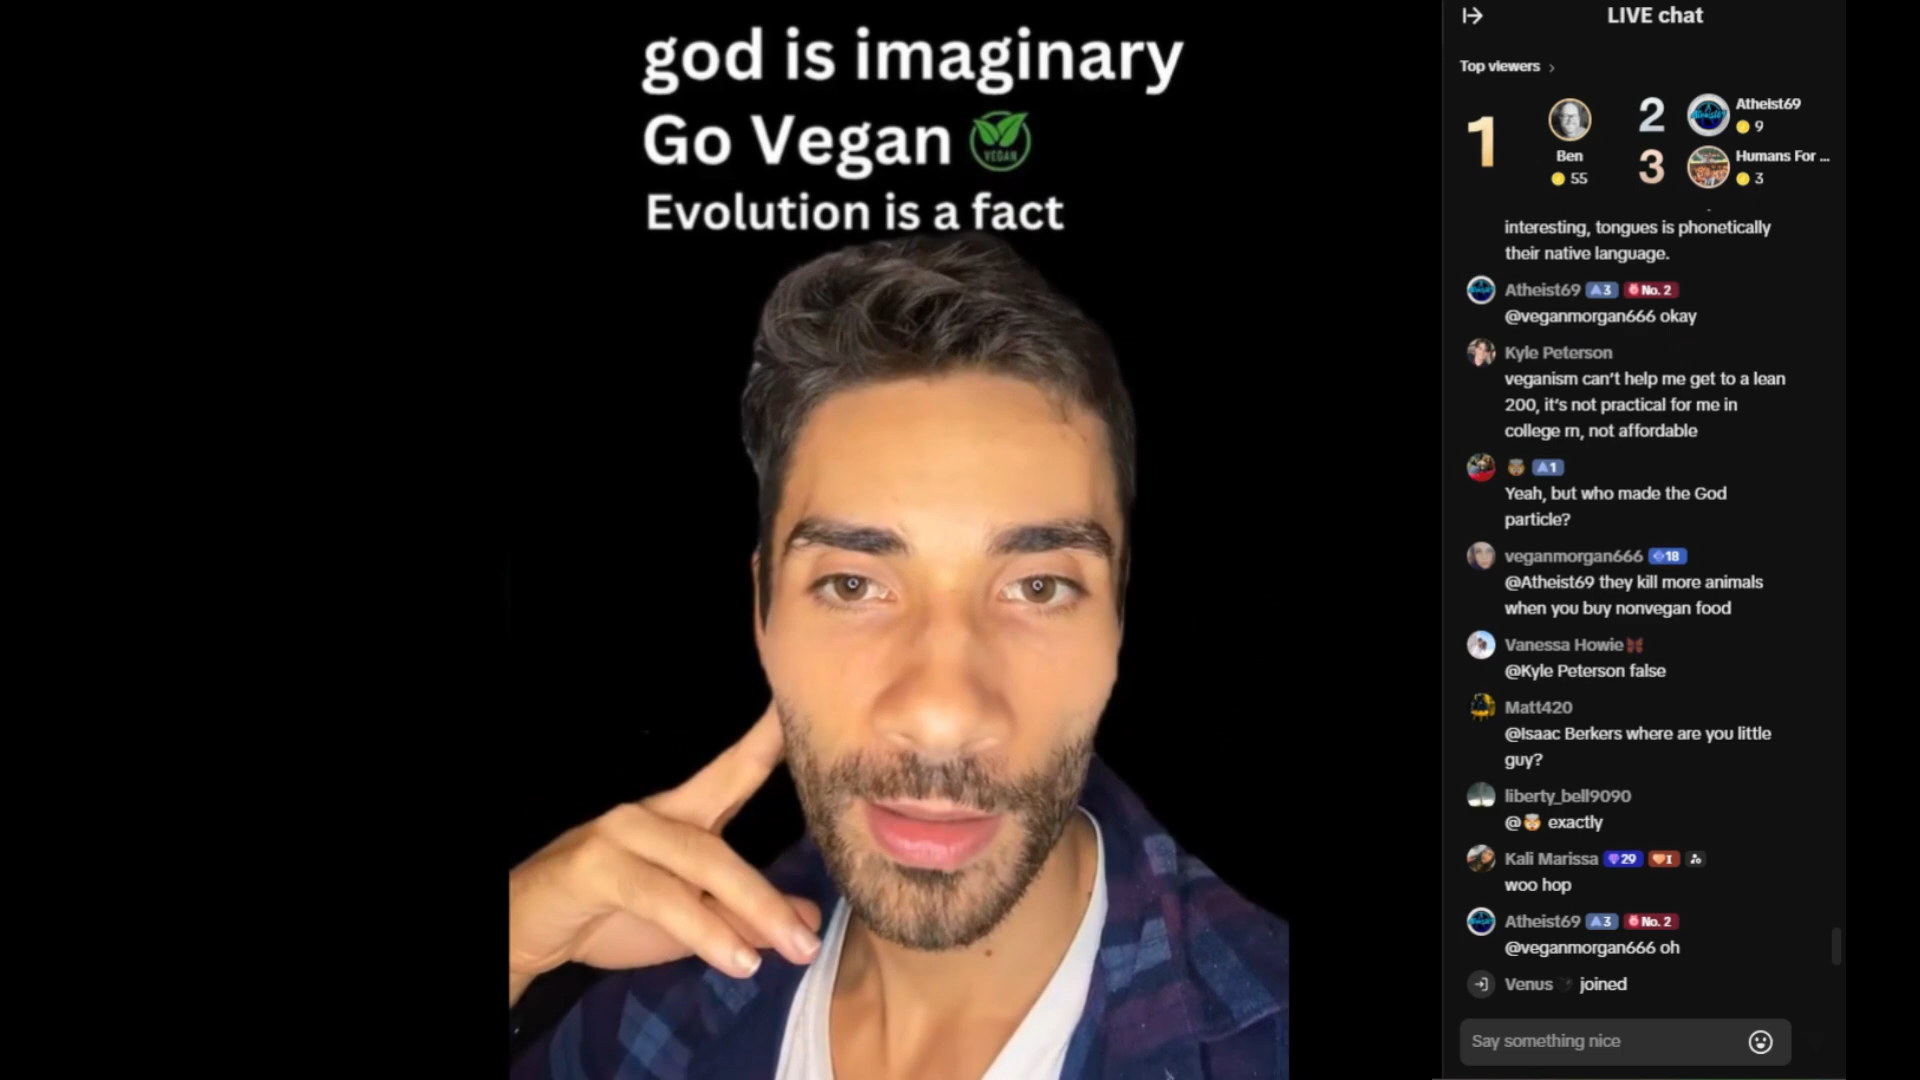 god is imaginary
Go Vegan
VEGAN
Evolution is a fact
LIVE chat
Top viewers
1
Ben
55
2
Atheist69
9
3
Humans For ...
3
interesting, tongues is phonetically
their native language.
Atheist69 3 No. 2
@veganmorgan666 okay
Kyle Peterson
veganism can't help me get to a lean
200, it's not practical for me in
college rn, not affordable
🤯 1
Yeah, but who made the God
particle?
veganmorgan666 18
@Atheist69 they kill more animals
when you buy nonvegan food
Vanessa Howie🦋
@Kyle Peterson false
Matt420
@Isaac Berkers where are you little
guy?
liberty_bell9090
@🤯 exactly
Kali Marissa 29 I
woo hop
Atheist69 3 No. 2
@veganmorgan666 oh
Venus 🖤 joined
Say something nice